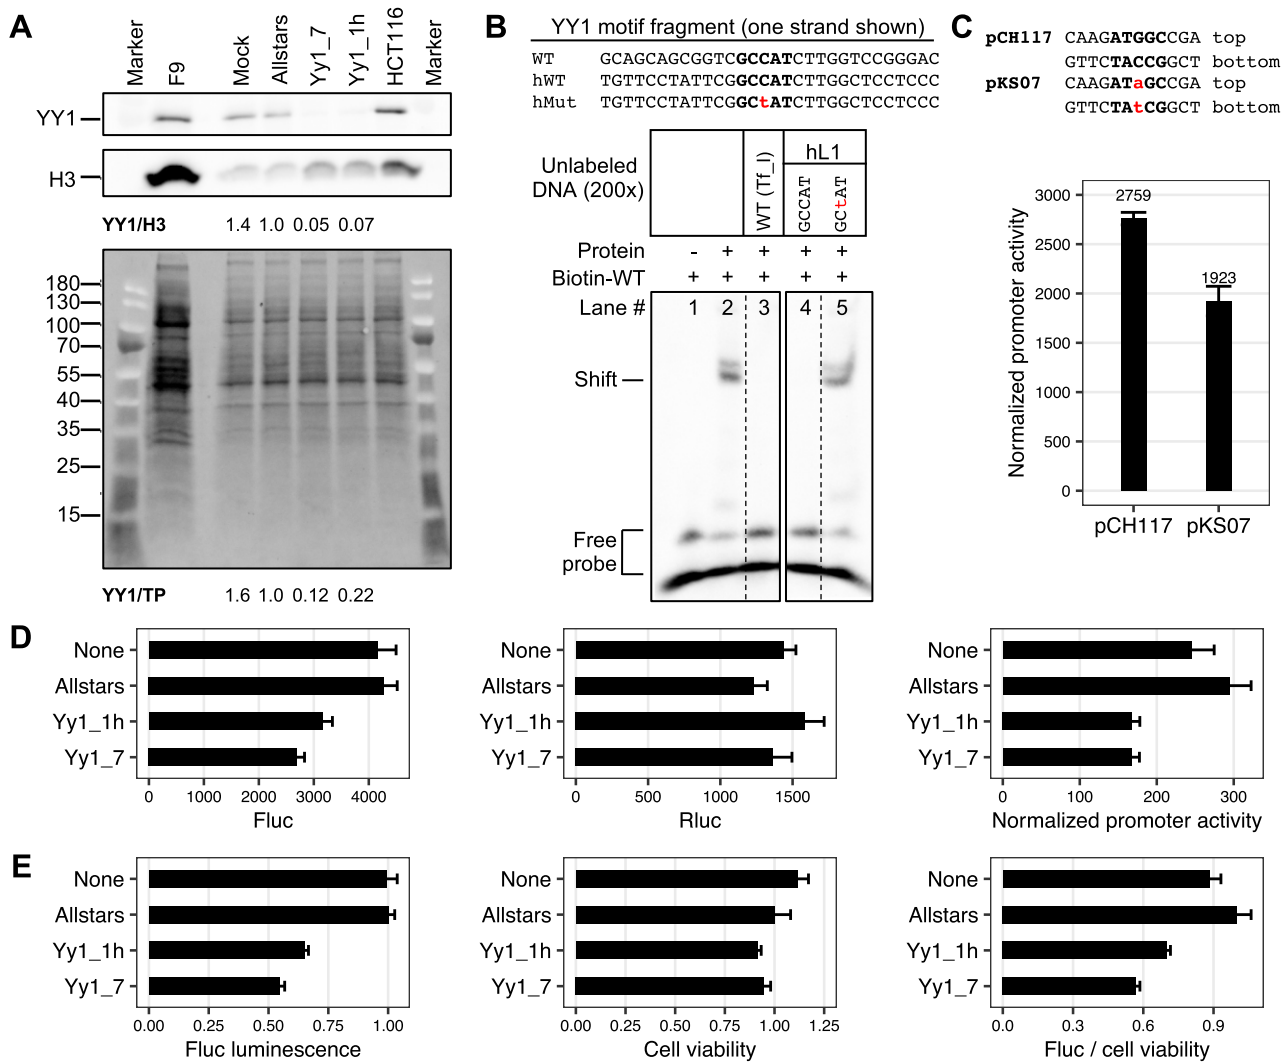 A
Marker
F9
Mock
Allstars
Yy1_7
Yy1_1h
HCT116
Marker
YY1
H3
YY1/H3 1.4 1.0 0.05 0.07
180
130
100
70
55
40
35
25
15
YY1/TP 1.6 1.0 0.12 0.22
B
YY1 motif fragment (one strand shown)
WT GCAGCAGCGGTCGCCATCTTGGTCCGGGAC
hWT TGTTCCTATTCGGCCATCTTGGCTCCTCCC
hMut TGTTCCTATTCGGCtATCTTGGCTCCTCCC
Unlabeled
DNA (200x)
WT (Tf_I)
hL1
GCCAT
GCtAT
Protein - + + + +
Biotin-WT + + + + +
Lane # 1 2 3 4 5
Shift
Free
probe
C
pCH117 CAAGATGGCCGA top
GTTCTACCGGCT bottom
pKS07 CAAGATaGCCGA top
GTTCTAtCGGCT bottom
Normalized promoter activity
3000
2500
2000
1500
1000
500
0
2759
1923
pCH117 pKS07
D
None
Allstars
Yy1_1h
Yy1_7
0 1000 2000 3000 4000
Fluc
None
Allstars
Yy1_1h
Yy1_7
0 500 1000 1500
Rluc
None
Allstars
Yy1_1h
Yy1_7
0 100 200 300
Normalized promoter activity
E
None
Allstars
Yy1_1h
Yy1_7
0.00 0.25 0.50 0.75 1.00
Fluc luminescence
None
Allstars
Yy1_1h
Yy1_7
0.00 0.25 0.50 0.75 1.00 1.25
Cell viability
None
Allstars
Yy1_1h
Yy1_7
0.0 0.3 0.6 0.9
Fluc / cell viability